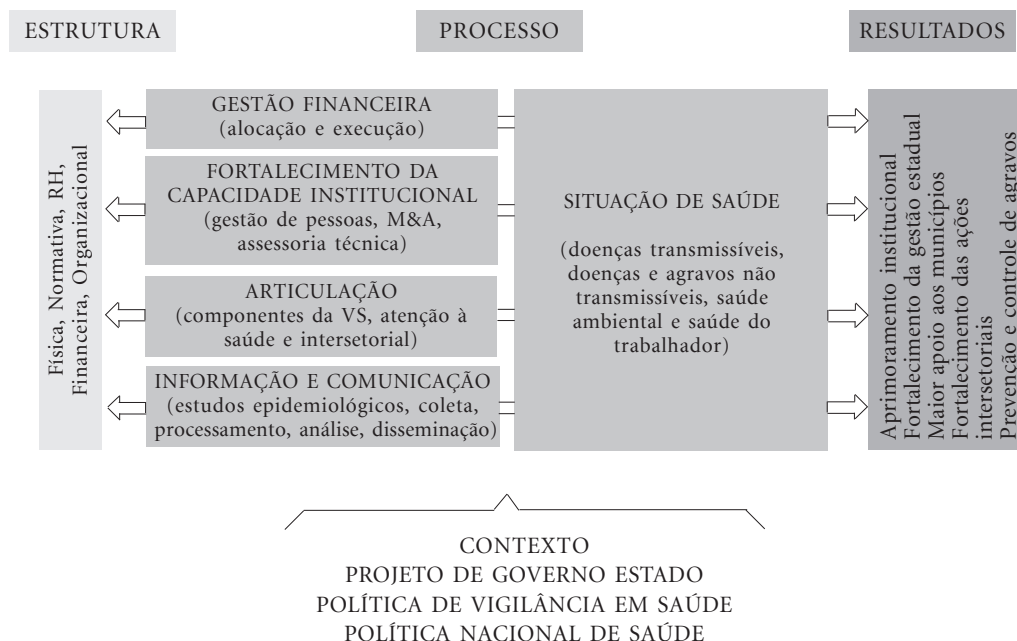 ESTRUTURA
PROCESSO
RESULTADOS
Física, Normativa, RH,
Financeira, Organizacional
GESTÃO FINANCEIRA
(alocação e execução)
FORTALECIMENTO DA
CAPACIDADE INSTITUCIONAL
(gestão de pessoas, M&A,
assessoria técnica)
ARTICULAÇÃO
(componentes da VS, atenção à
saúde e intersetorial)
INFORMAÇÃO E COMUNICAÇÃO
(estudos epidemiológicos, coleta,
processamento, análise, disseminação)
SITUAÇÃO DE SAÚDE
(doenças transmissíveis,
doenças e agravos não
transmissíveis, saúde
ambiental e saúde do
trabalhador)
Aprimoramento institucional
Fortalecimento da gestão estadual
Maior apoio aos municípios
Fortalecimento das ações
intersetoriais
Prevenção e controle de agravos
CONTEXTO
PROJETO DE GOVERNO ESTADO
POLÍTICA DE VIGILÂNCIA EM SAÚDE
POLÍTICA NACIONAL DE SAÚDE